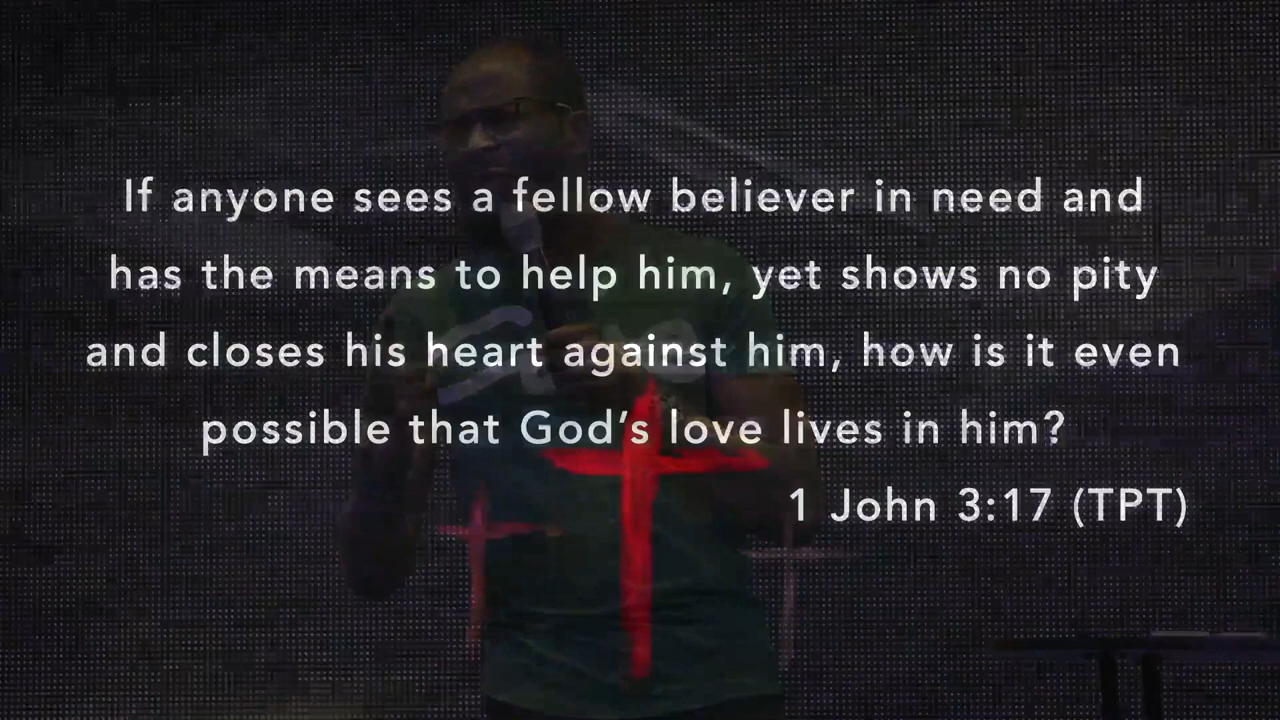 If anyone sees a fellow believer in need and
has the means to help him, yet shows no pity
and closes his heart against him, how is it even
possible that God's love lives in him?
1 John 3:17 (TPT)